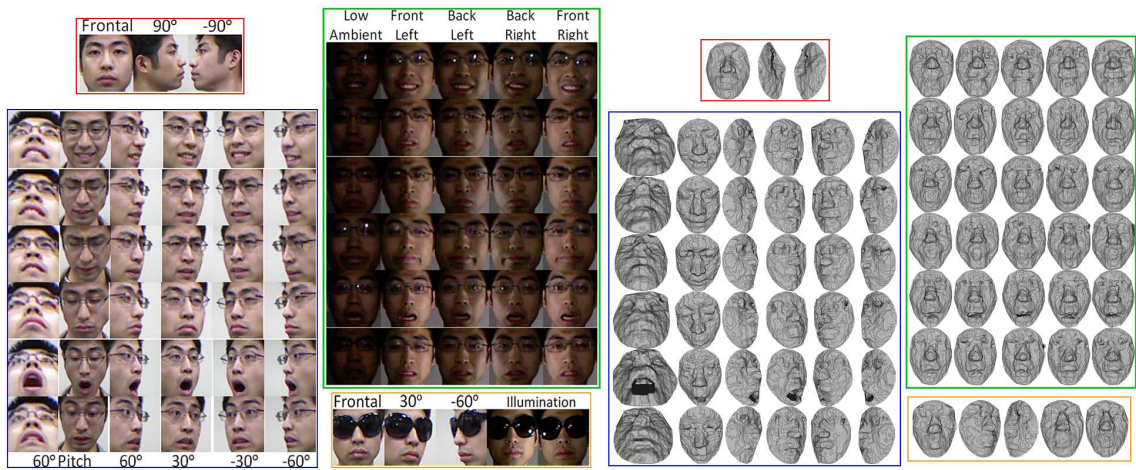 Frontal 90° -90°
Low Front Back Back Front
Ambient Left Left Right Right
Frontal 30° -60° Illumination
60° Pitch 60° 30° -30° -60°